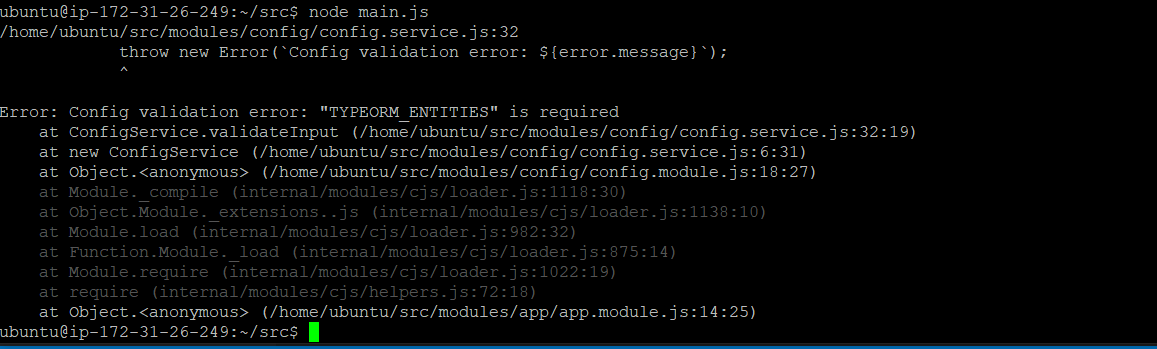 ubuntu@ip-172-31-26-249:~/src$ node main.js
/home/ubuntu/src/modules/config/config.service.js:32
            throw new Error(`Config validation error: ${error.message}`);
            ^

Error: Config validation error: "TYPEORM_ENTITIES" is required
    at ConfigService.validateInput (/home/ubuntu/src/modules/config/config.service.js:32:19)
    at new ConfigService (/home/ubuntu/src/modules/config/config.service.js:6:31)
    at Object.<anonymous> (/home/ubuntu/src/modules/config/config.module.js:18:27)
    at Module._compile (internal/modules/cjs/loader.js:1118:30)
    at Object.Module._extensions..js (internal/modules/cjs/loader.js:1138:10)
    at Module.load (internal/modules/cjs/loader.js:982:32)
    at Function.Module._load (internal/modules/cjs/loader.js:875:14)
    at Module.require (internal/modules/cjs/loader.js:1022:19)
    at require (internal/modules/cjs/helpers.js:72:18)
    at Object.<anonymous> (/home/ubuntu/src/modules/app/app.module.js:14:25)
ubuntu@ip-172-31-26-249:~/src$